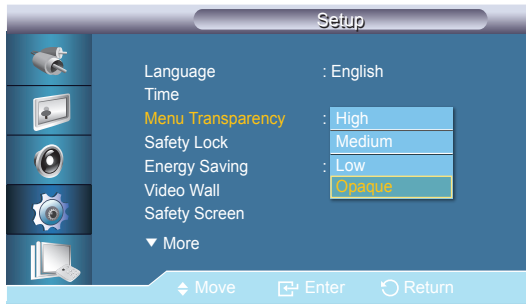 Setup
Language : English
Time
Menu Transparency : High
Safety Lock Medium
Energy Saving : Low
Video Wall Opaque
Safety Screen
▼ More
Move Enter Return